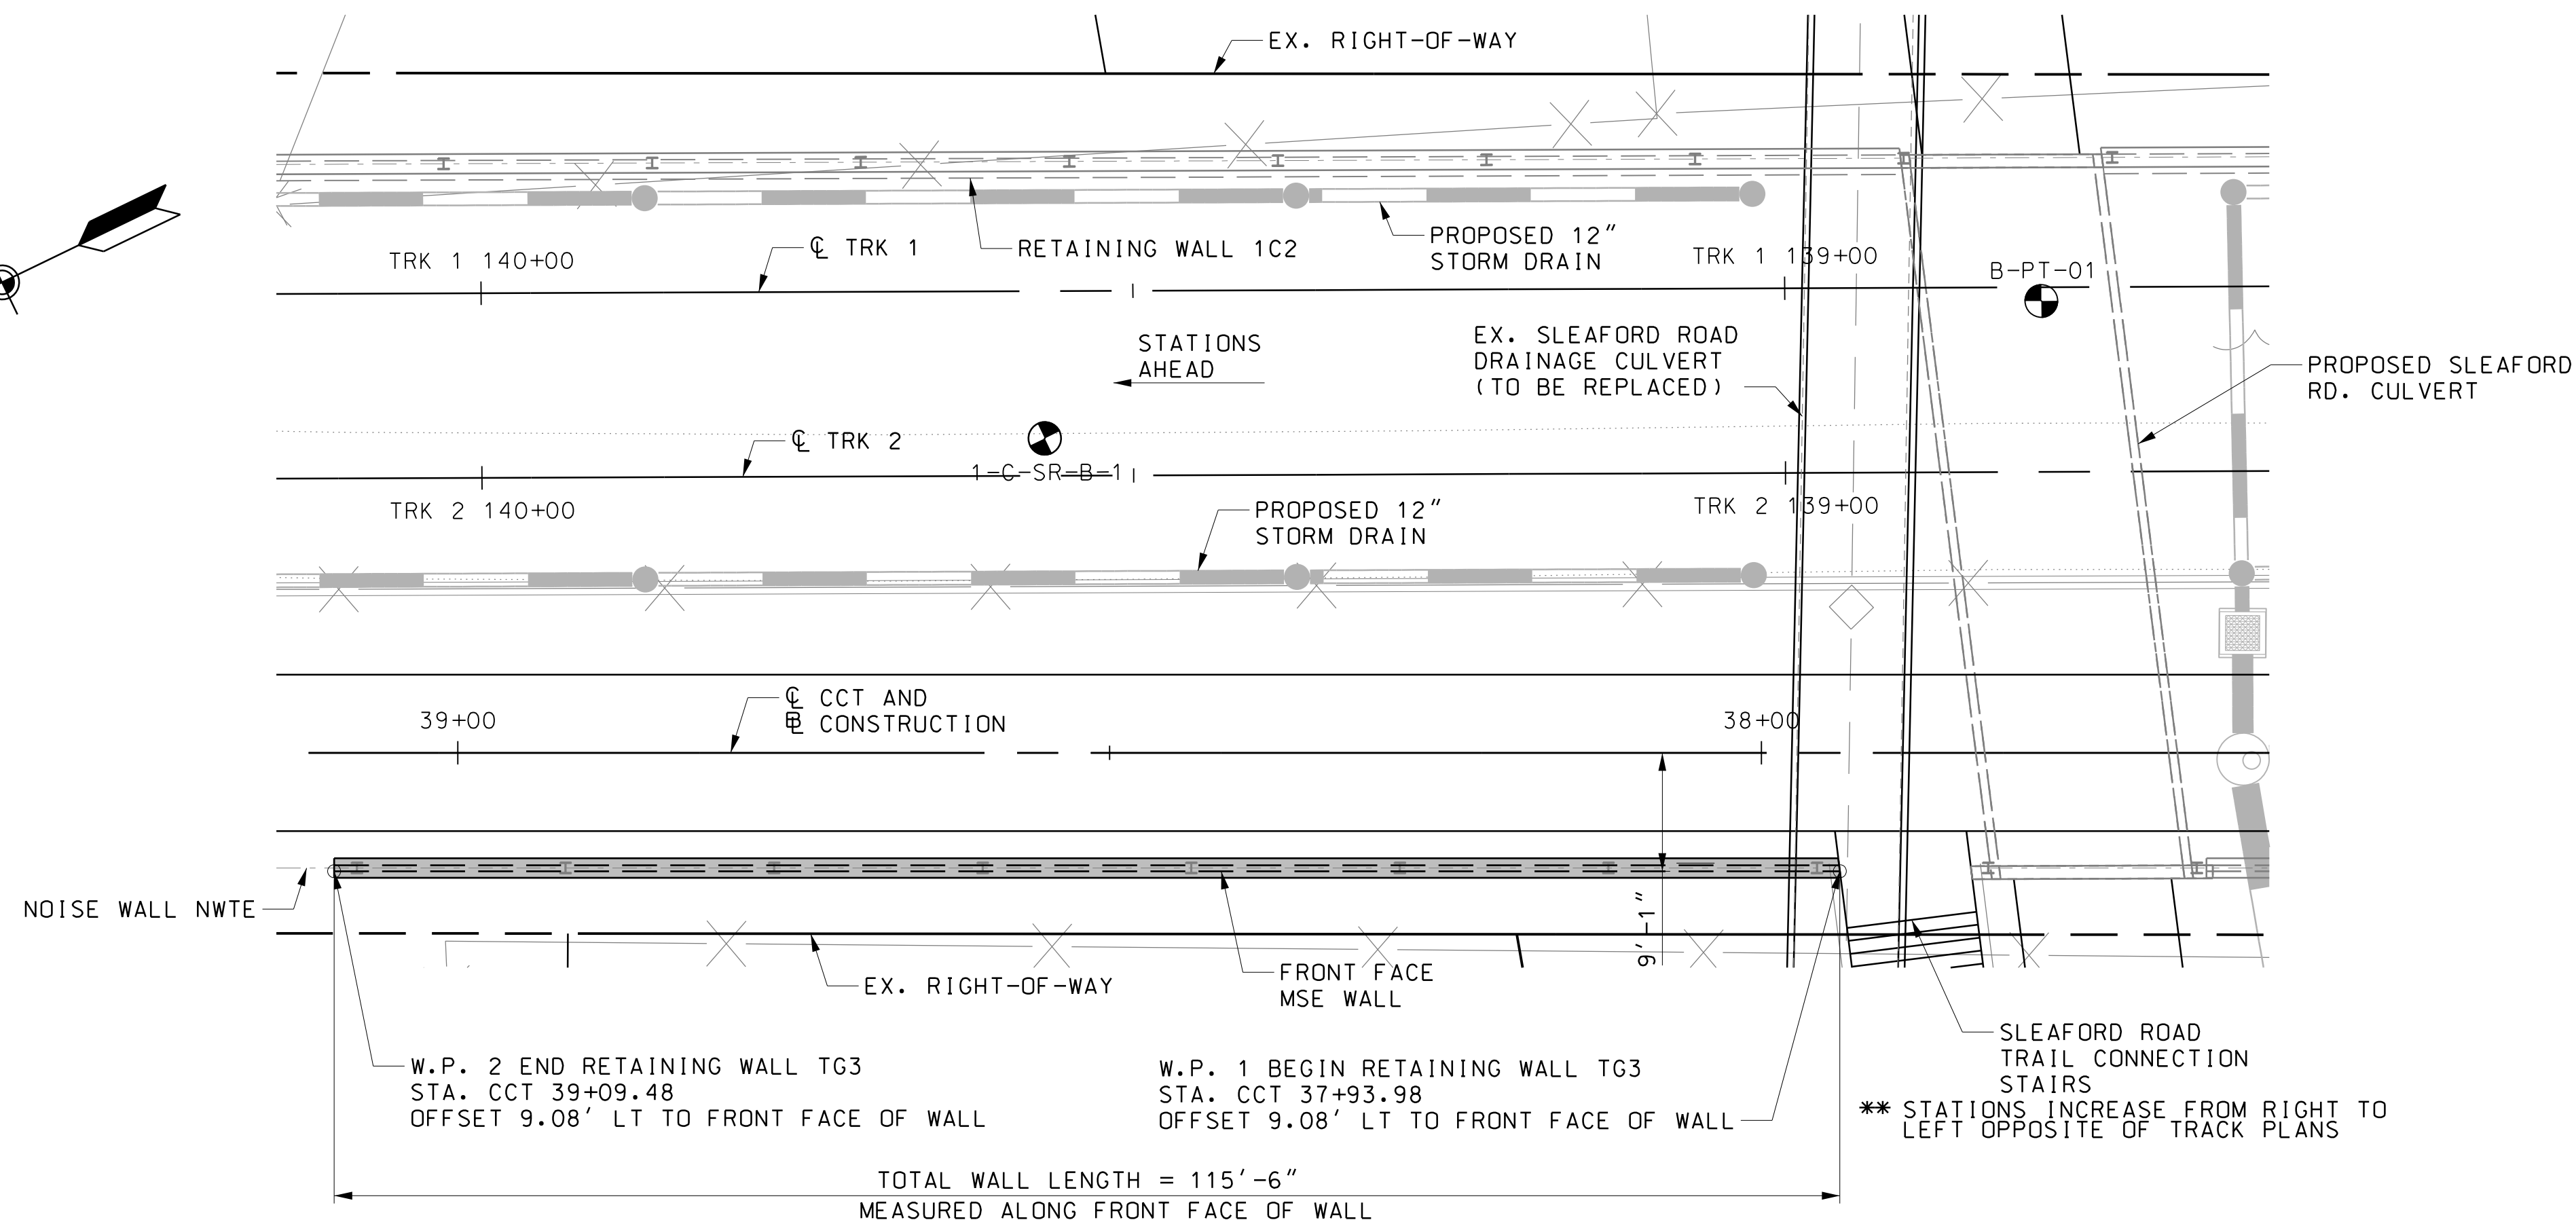 EX. RIGHT-OF-WAY
℄ TRK 1
RETAINING WALL 1C2
PROPOSED 12″
STORM DRAIN
TRK 1 140+00
TRK 1 139+00
B-PT-01
STATIONS
AHEAD
EX. SLEAFORD ROAD
DRAINAGE CULVERT
(TO BE REPLACED)
PROPOSED SLEAFORD
RD. CULVERT
℄ TRK 2
1-C-SR-B-1
TRK 2 140+00
PROPOSED 12″
STORM DRAIN
TRK 2 139+00
℄ CCT AND
BL CONSTRUCTION
39+00
38+00
NOISE WALL NWTE
9′-1″
EX. RIGHT-OF-WAY
FRONT FACE
MSE WALL
SLEAFORD ROAD
TRAIL CONNECTION
STAIRS
W.P. 2 END RETAINING WALL TG3
STA. CCT 39+09.48
OFFSET 9.08′ LT TO FRONT FACE OF WALL
W.P. 1 BEGIN RETAINING WALL TG3
STA. CCT 37+93.98
OFFSET 9.08′ LT TO FRONT FACE OF WALL
** STATIONS INCREASE FROM RIGHT TO
LEFT OPPOSITE OF TRACK PLANS
TOTAL WALL LENGTH = 115′-6″
MEASURED ALONG FRONT FACE OF WALL